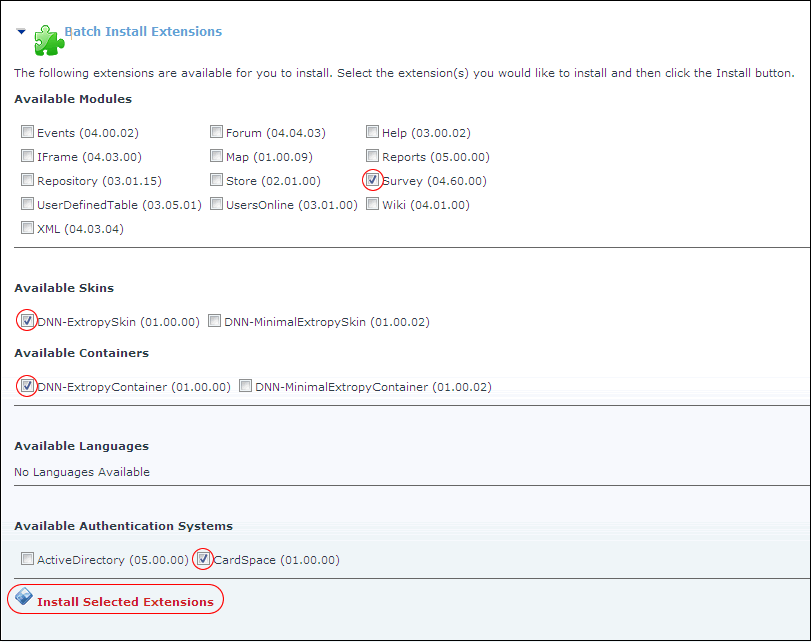 Batch Install Extensions
The following extensions are available for you to install. Select the extension(s) you would like to install and then click the Install button.
Available Modules
Events (04.00.02) Forum (04.04.03) Help (03.00.02)
IFrame (04.03.00) Map (01.00.09) Reports (05.00.00)
Repository (03.01.15) Store (02.01.00) Survey (04.60.00)
UserDefinedTable (03.05.01) UsersOnline (03.01.00) Wiki (04.01.00)
XML (04.03.04)
Available Skins
DNN-ExtropySkin (01.00.00) DNN-MinimalExtropySkin (01.00.02)
Available Containers
DNN-ExtropyContainer (01.00.00) DNN-MinimalExtropyContainer (01.00.02)
Available Languages
No Languages Available
Available Authentication Systems
ActiveDirectory (05.00.00) CardSpace (01.00.00)
Install Selected Extensions